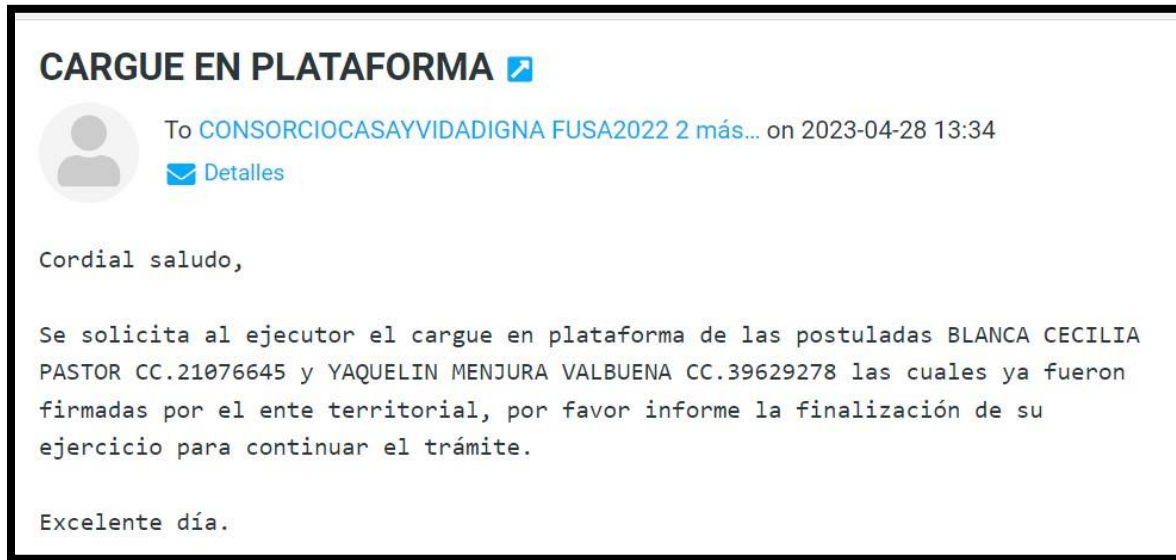 CARGUE EN PLATAFORMA
To CONSORCIOCASAYVIDADIGNA FUSA2022 2 más... on 2023-04-28 13:34
Detalles
Cordial saludo,
Se solicita al ejecutor el cargue en plataforma de las postuladas BLANCA CECILIA
PASTOR CC.21076645 y YAQUELIN MENJURA VALBUENA CC.39629278 las cuales ya fueron
firmadas por el ente territorial, por favor informe la finalización de su
ejercicio para continuar el trámite.
Excelente día.